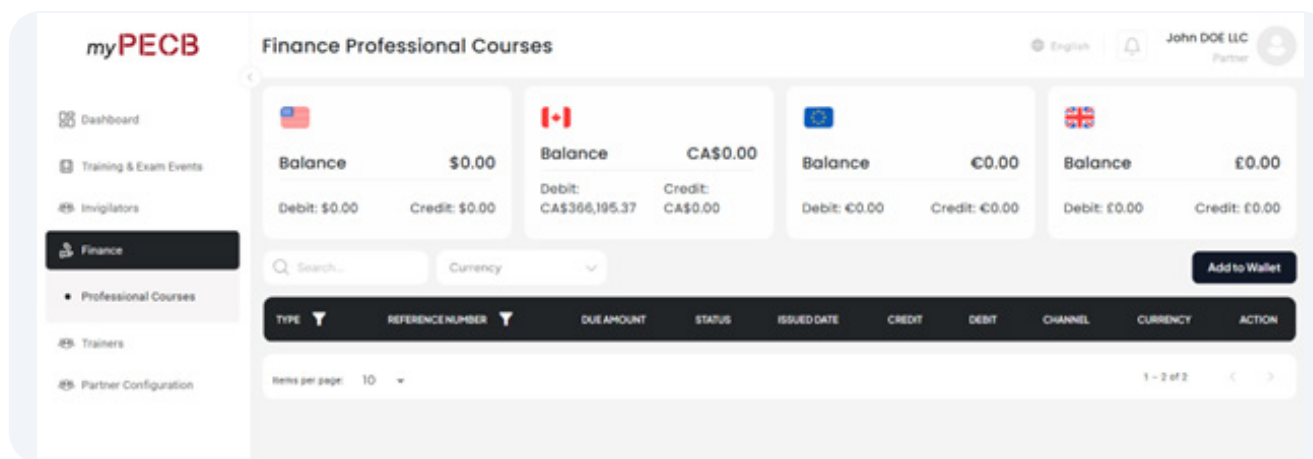 myPECB
Finance Professional Courses
English
John DOE LLC
Partner
Dashboard
Training & Exam Events
Invigilators
Finance
Professional Courses
Trainers
Partner Configuration
Balance $0.00
Debit: $0.00 Credit: $0.00
Balance CA$0.00
Debit: Credit:
CA$366,195.37 CA$0.00
Balance €0.00
Debit: €0.00 Credit: €0.00
Balance £0.00
Debit: £0.00 Credit: £0.00
Search... Currency Add to Wallet
TYPE REFERENCE NUMBER DUE AMOUNT STATUS ISSUED DATE CREDIT DEBIT CHANNEL CURRENCY ACTION
Items per page: 10 1 – 2 of 2